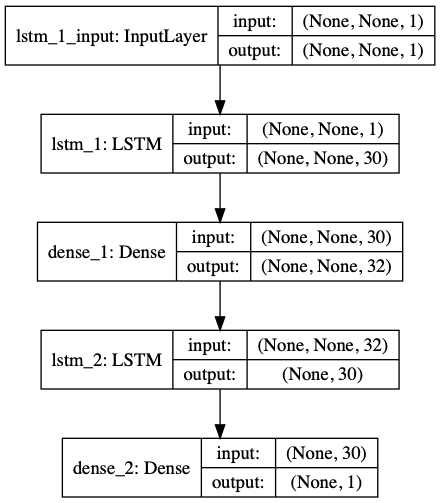 lstm_1_input: InputLayer
input: (None, None, 1)
output: (None, None, 1)
lstm_1: LSTM
input: (None, None, 1)
output: (None, None, 30)
dense_1: Dense
input: (None, None, 30)
output: (None, None, 32)
lstm_2: LSTM
input: (None, None, 32)
output: (None, 30)
dense_2: Dense
input: (None, 30)
output: (None, 1)